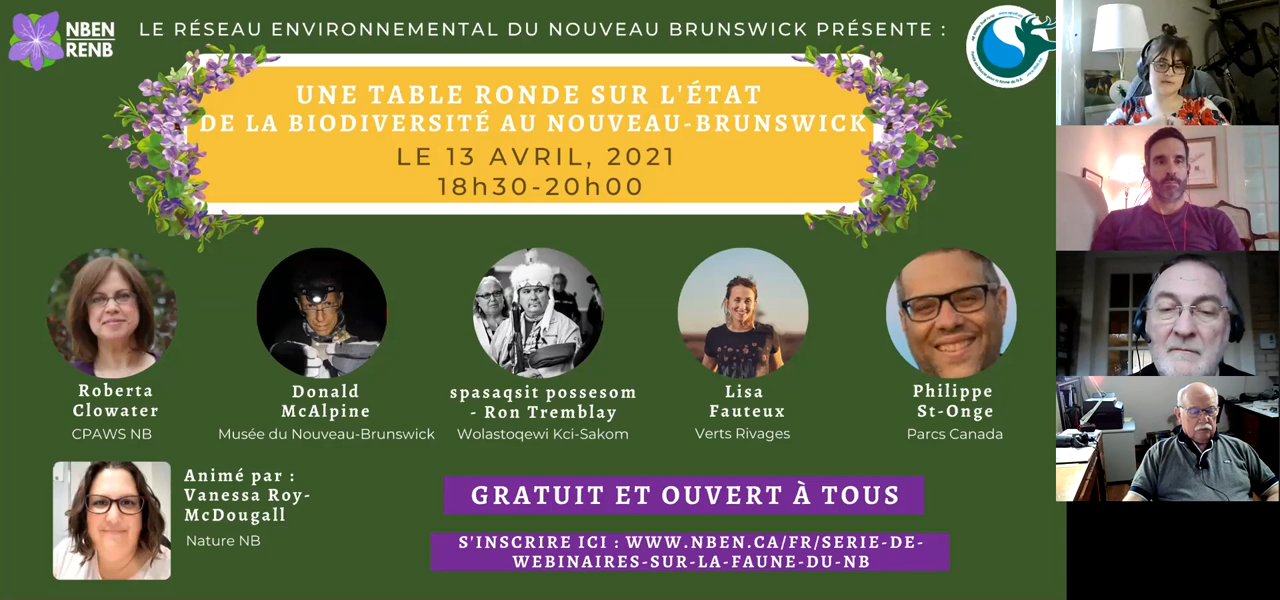 NBEN
RENB
LE RÉSEAU ENVIRONNEMENTAL DU NOUVEAU BRUNSWICK PRÉSENTE :
UNE TABLE RONDE SUR L'ÉTAT
DE LA BIODIVERSITÉ AU NOUVEAU-BRUNSWICK
LE 13 AVRIL, 2021
18h30-20h00
Roberta
Clowater
CPAWS NB
Donald
McAlpine
Musée du Nouveau-Brunswick
spasaqsit possesom
- Ron Tremblay
Wolastoqewi Kci-Sakom
Lisa
Fauteux
Verts Rivages
Philippe
St-Onge
Parcs Canada
Animé par :
Vanessa Roy-
McDougall
Nature NB
GRATUIT ET OUVERT À TOUS
S'INSCRIRE ICI : WWW.NBEN.CA/FR/SERIE-DE-
WEBINAIRES-SUR-LA-FAUNE-DU-NB